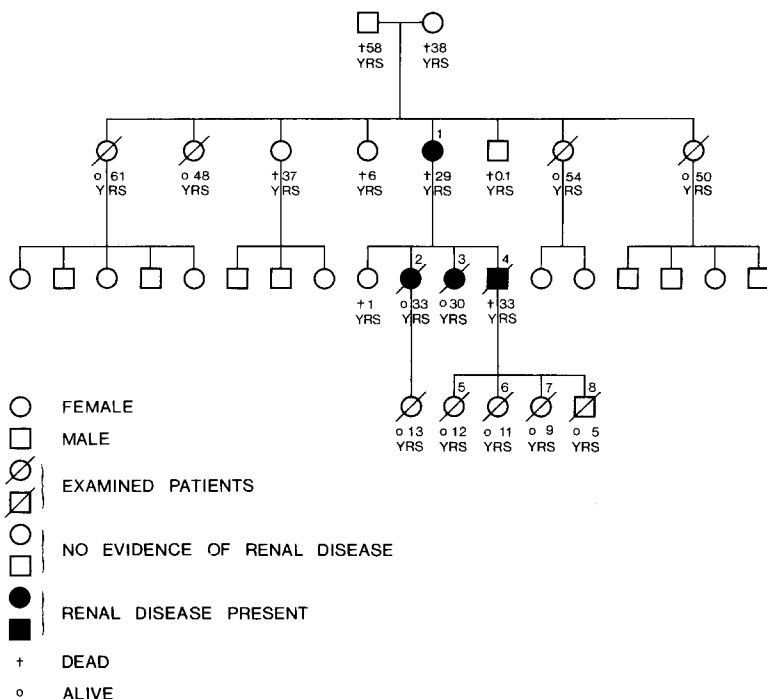 †58 †38
YRS YRS
1
o 61 o 48 †37 †6 †29 †0.1 o 54 o 50
YRS YRS YRS YRS YRS YRS YRS YRS
2 3 4
†1 o 33 o 30 †33
YRS YRS YRS YRS
5 6 7 8
o 13 o 12 o 11 o 9 o 5
YRS YRS YRS YRS YRS
FEMALE
MALE
EXAMINED PATIENTS
NO EVIDENCE OF RENAL DISEASE
RENAL DISEASE PRESENT
† DEAD
o ALIVE